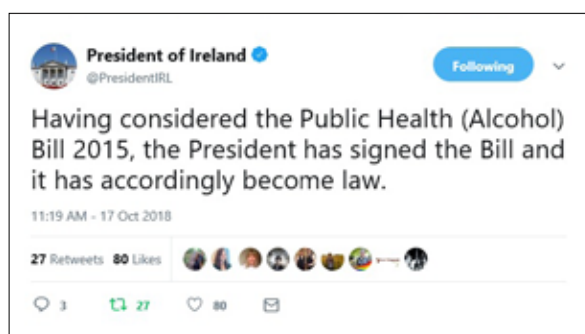 President of Ireland
@PresidentIRL
Following
Having considered the Public Health (Alcohol)
Bill 2015, the President has signed the Bill and
it has accordingly become law.
11:19 AM - 17 Oct 2018
27 Retweets 80 Likes
3 27 80